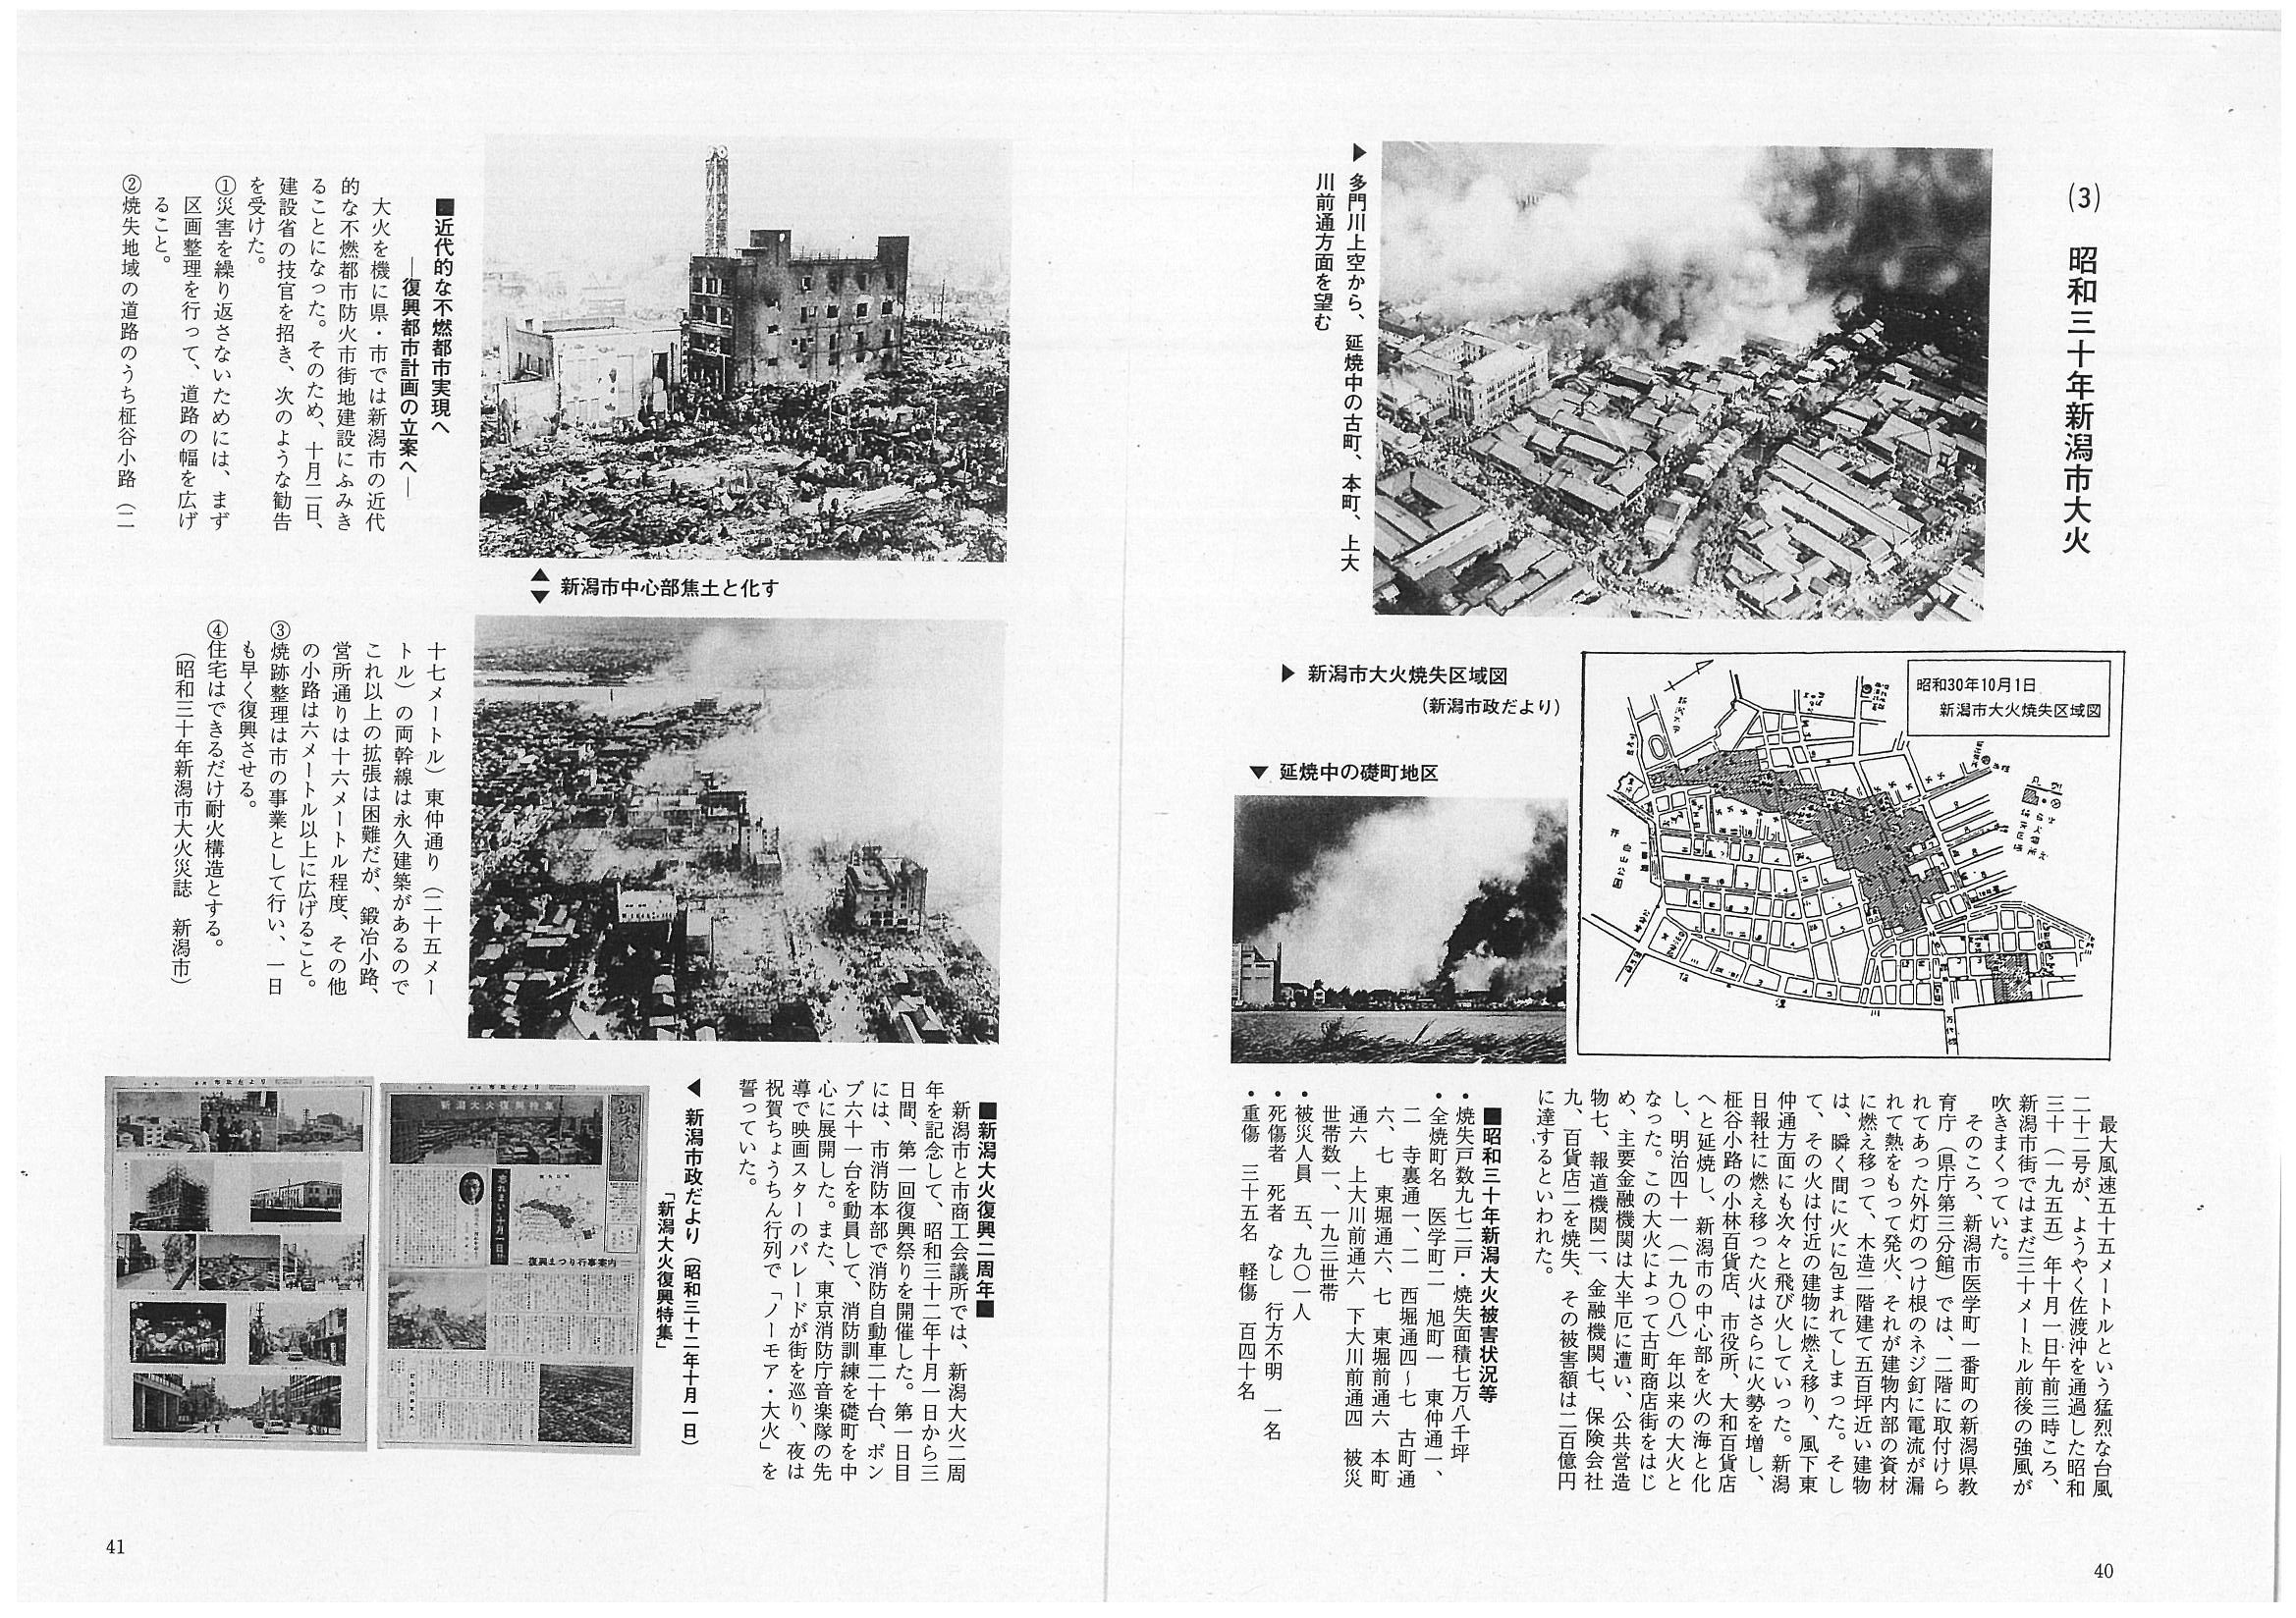 (3) 昭和三十年新潟市大火
▶ 多門川上空から、延焼中の古町、本町、上大
川前通方面を望む
▶ 新潟市大火焼失区域図
(新潟市政だより)
昭和30年10月1日
新潟市大火焼失区域図
▼ 延焼中の礎町地区
最大風速五十五メートルという猛烈な台風
二十二号が、ようやく佐渡沖を通過した昭和
三十(一九五五)年十月一日午前三時ころ、
新潟市街ではまだ三十メートル前後の強風が
吹きまくっていた。
そのころ、新潟市医学町一番町の新潟県教
育庁(県庁第三分館)では、二階に取付けら
れてあった外灯のつけ根のネジ釘に電流が漏
れて熱をもって発火、それが建物内部の資材
に燃え移って、木造二階建て五百坪近い建物
は、瞬く間に火に包まれてしまった。そし
て、その火は付近の建物に燃え移り、風下東
仲通方面にも次々と飛び火していった。新潟
日報社に燃え移った火はさらに火勢を増し、
柾谷小路の小林百貨店、市役所、大和百貨店
へと延焼し、新潟市の中心部を火の海と化
し、明治四十一(一九〇八)年以来の大火と
なった。この大火によって古町商店街をはじ
め、主要金融機関は大半厄に遭い、公共営造
物七、報道機関二、金融機関七、保険会社
九、百貨店二を焼失、その被害額は二百億円
に達するといわれた。
■昭和三十年新潟大火被害状況等
・焼失戸数九七二戸・焼失面積七万八千坪
・全焼町名 医学町二 旭町一 東仲通一、
二 寺裏通一、二 西堀通四〜七 古町通
六、七 東堀通六、七 東堀前通六 本町
通六 上大川前通六 下大川前通四 被災
世帯数一、一九三世帯
・被災人員 五、九〇一人
・死傷者 死者 なし 行方不明 一名
・重傷 三十五名 軽傷 百四十名
40
▲▼ 新潟市中心部焦土と化す
■近代的な不燃都市実現へ
―復興都市計画の立案へ―
大火を機に県・市では新潟市の近代
的な不燃都市防火市街地建設にふみき
ることになった。そのため、十月二日、
建設省の技官を招き、次のような勧告
を受けた。
①災害を繰り返さないためには、まず
区画整理を行って、道路の幅を広げ
ること。
②焼失地域の道路のうち柾谷小路(二
十七メートル)東仲通り(二十五メー
トル)の両幹線は永久建築があるので
これ以上の拡張は困難だが、鍛冶小路、
営所通りは十六メートル程度、その他
の小路は六メートル以上に広げること。
③焼跡整理は市の事業として行い、一日
も早く復興させる。
④住宅はできるだけ耐火構造とする。
(昭和三十年新潟市大火災誌 新潟市)
■新潟大火復興二周年■
新潟市と市商工会議所では、新潟大火二周
年を記念して、昭和三十二年十月一日から三
日間、第一回復興祭りを開催した。第一日目
には、市消防本部で消防自動車二十台、ポン
プ六十一台を動員して、消防訓練を礎町を中
心に展開した。また、東京消防庁音楽隊の先
導で映画スターのパレードが街を巡り、夜は
祝賀ちょうちん行列で「ノーモア・大火」を
誓っていた。
◀ 新潟市政だより(昭和三十二年十月一日)
「新潟大火復興特集」
新潟大火復興特集
忘れまい十月一日
復興まつり行事案内
市政だより
41